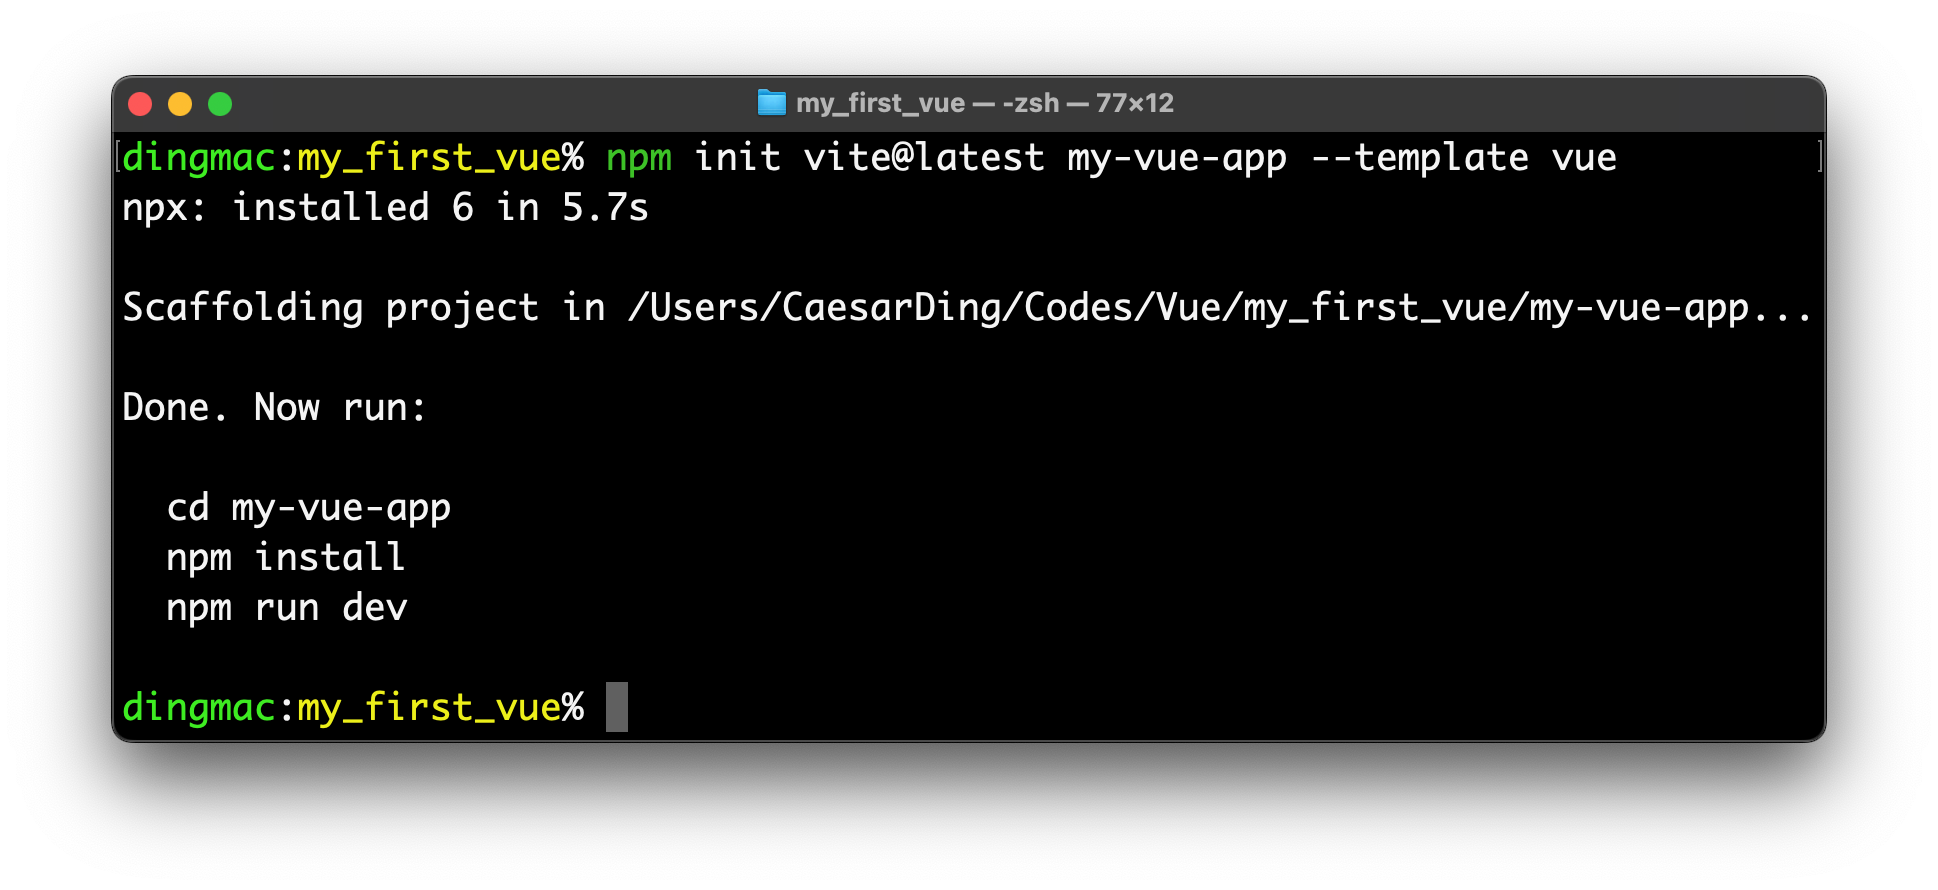 my_first_vue — -zsh — 77×12
dingmac:my_first_vue% npm init vite@latest my-vue-app --template vue
npx: installed 6 in 5.7s
Scaffolding project in /Users/CaesarDing/Codes/Vue/my_first_vue/my-vue-app...
Done. Now run:
cd my-vue-app
npm install
npm run dev
dingmac:my_first_vue%